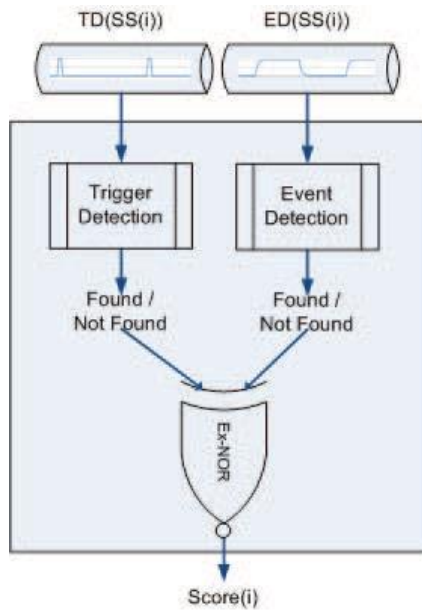 TD(SS(i)) ED(SS(i))
Trigger
Detection
Event
Detection
Found /
Not Found
Found /
Not Found
Ex-NOR
Score(i)